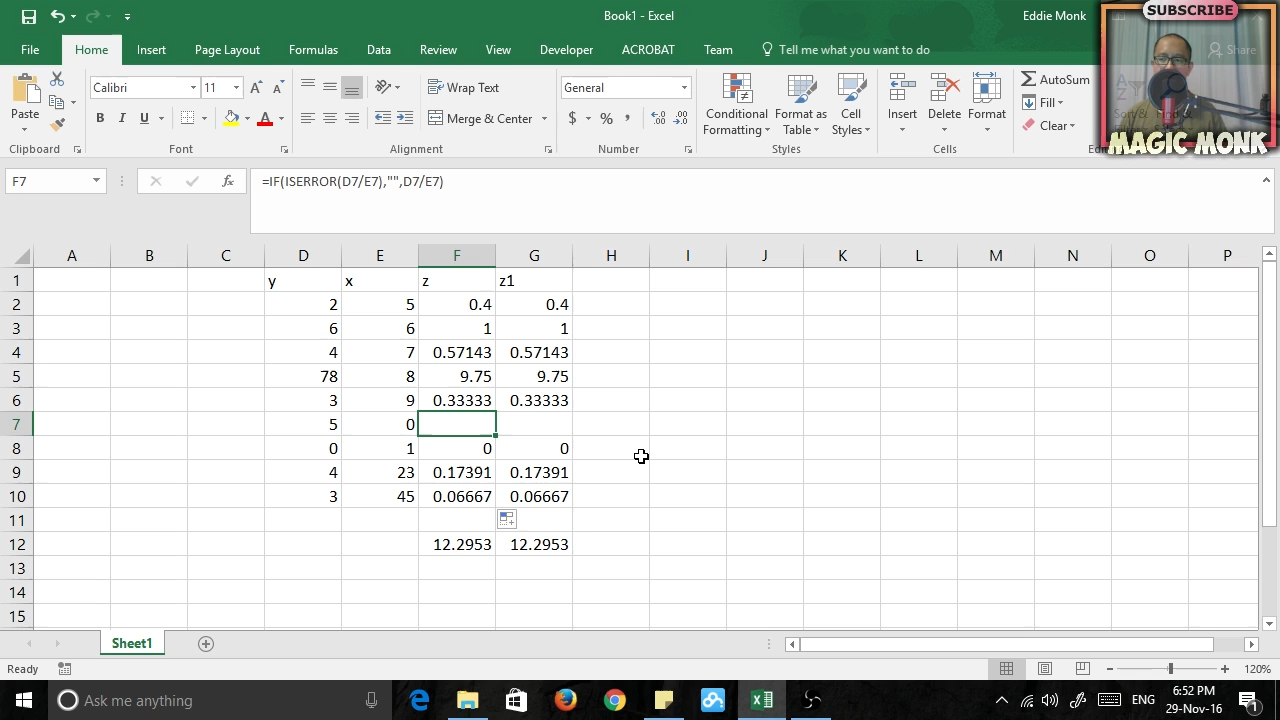 Book1 - Excel
Eddie Monk
SUBSCRIBE
File Home Insert Page Layout Formulas Data Review View Developer ACROBAT Team Tell me what you want to do Share
Paste
Calibri 11
B I U A
Wrap Text
Merge & Center
General
$ % ,
Conditional Formatting
Format as Table
Cell Styles
Insert
Delete
Format
AutoSum
Fill
Clear
MAGIC MONK
Clipboard Font Alignment Number Styles Cells
F7 fx =IF(ISERROR(D7/E7),"",D7/E7)
A B C D E F G H I J K L M N O P
1 y x z z1
2 2 5 0.4 0.4
3 6 6 1 1
4 4 7 0.57143 0.57143
5 78 8 9.75 9.75
6 3 9 0.33333 0.33333
7 5 0
8 0 1 0 0
9 4 23 0.17391 0.17391
10 3 45 0.06667 0.06667
11
12 12.2953 12.2953
13
14
15
Sheet1
Ready 120%
Ask me anything
ENG
6:52 PM
29-Nov-16
1